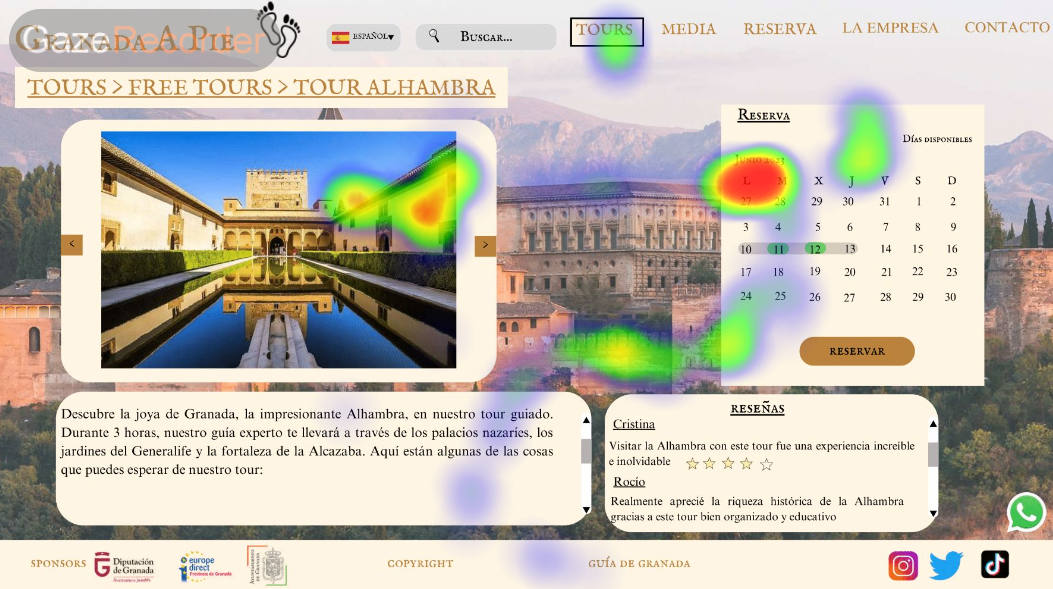 GRANADA A PIE
GazeRecorder
ESPAÑOL▼
BUSCAR...
TOURS
MEDIA
RESERVA
LA EMPRESA
CONTACTO
TOURS > FREE TOURS > TOUR ALHAMBRA
RESERVA
DÍAS DISPONIBLES
JUNIO 2023
L M X J V S D
27 28 29 30 31 1 2
3 4 5 6 7 8 9
10 11 12 13 14 15 16
17 18 19 20 21 22 23
24 25 26 27 28 29 30
RESERVAR
<
>
Descubre la joya de Granada, la impresionante Alhambra, en nuestro tour guiado.
Durante 3 horas, nuestro guía experto te llevará a través de los palacios nazaríes, los
jardines del Generalife y la fortaleza de la Alcazaba. Aquí están algunas de las cosas
que puedes esperar de nuestro tour:
RESEÑAS
Cristina
Visitar la Alhambra con este tour fue una experiencia increíble
e inolvidable
Rocío
Realmente aprecié la riqueza histórica de la Alhambra
gracias a este tour bien organizado y educativo
SPONSORS
Diputación
de Granada
europe
direct
Provincia de Granada
COPYRIGHT
GUÍA DE GRANADA